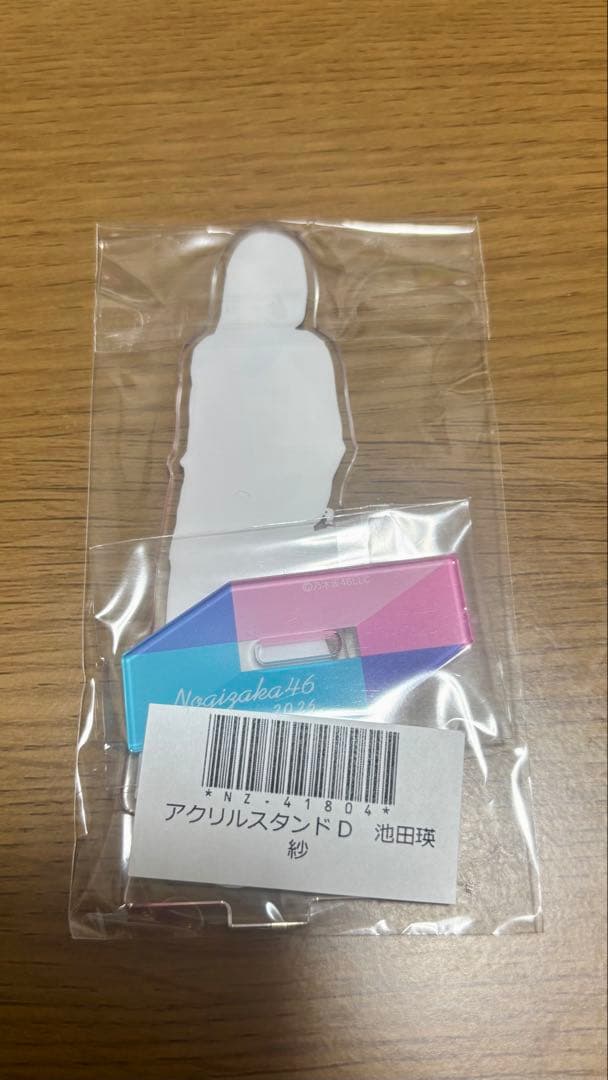 ©乃木坂46LLC
Nogizaka46
*NZ-41804*
アクリルスタンドD 池田瑛
紗